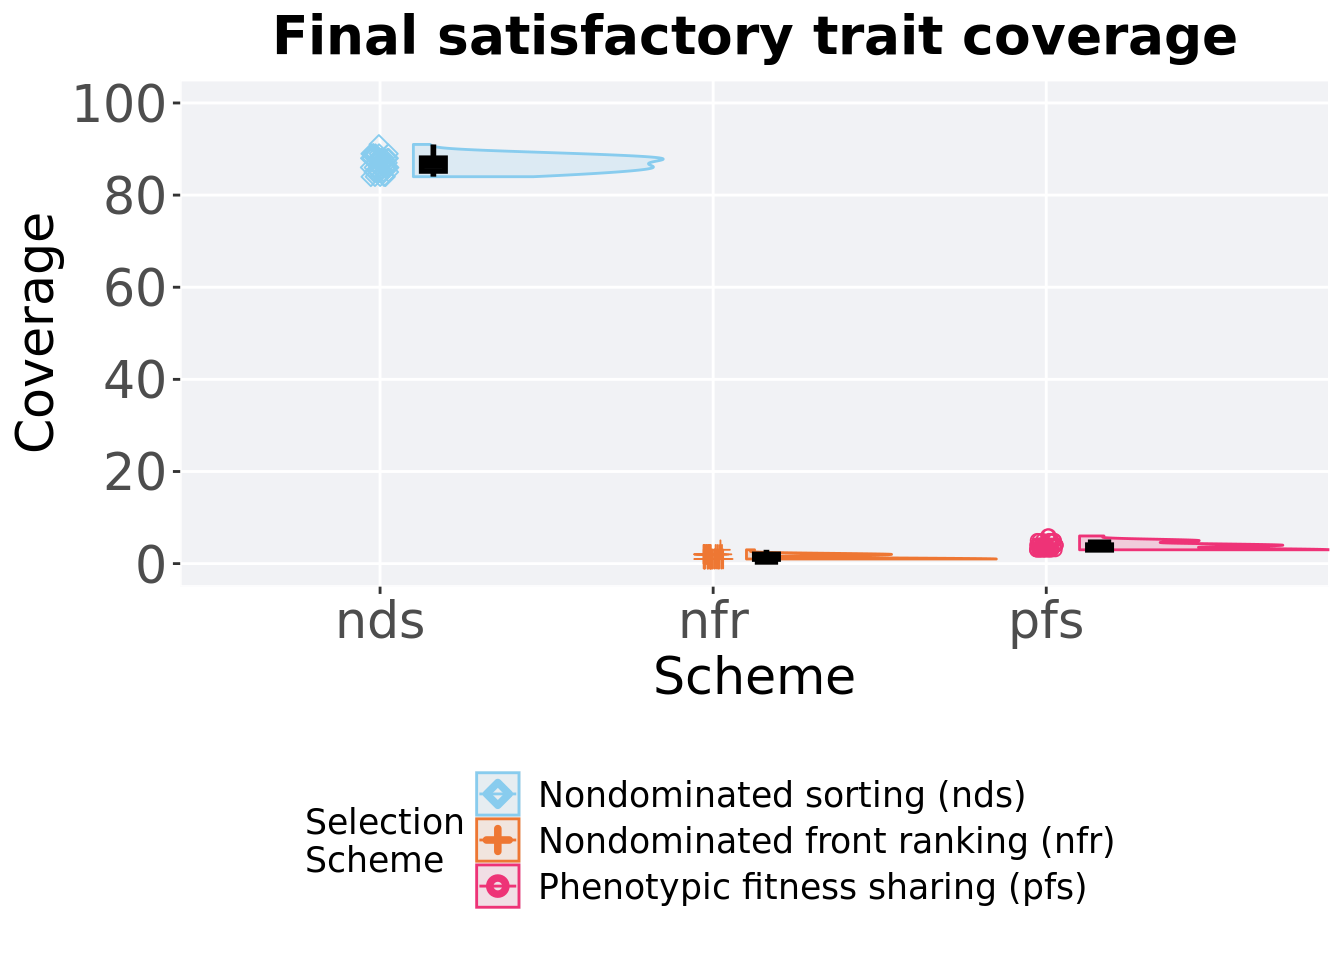 Final satisfactory trait coverage
100
80
60
40
20
0
Coverage
nds
nfr
pfs
Scheme
Selection
Scheme
Nondominated sorting (nds)
Nondominated front ranking (nfr)
Phenotypic fitness sharing (pfs)